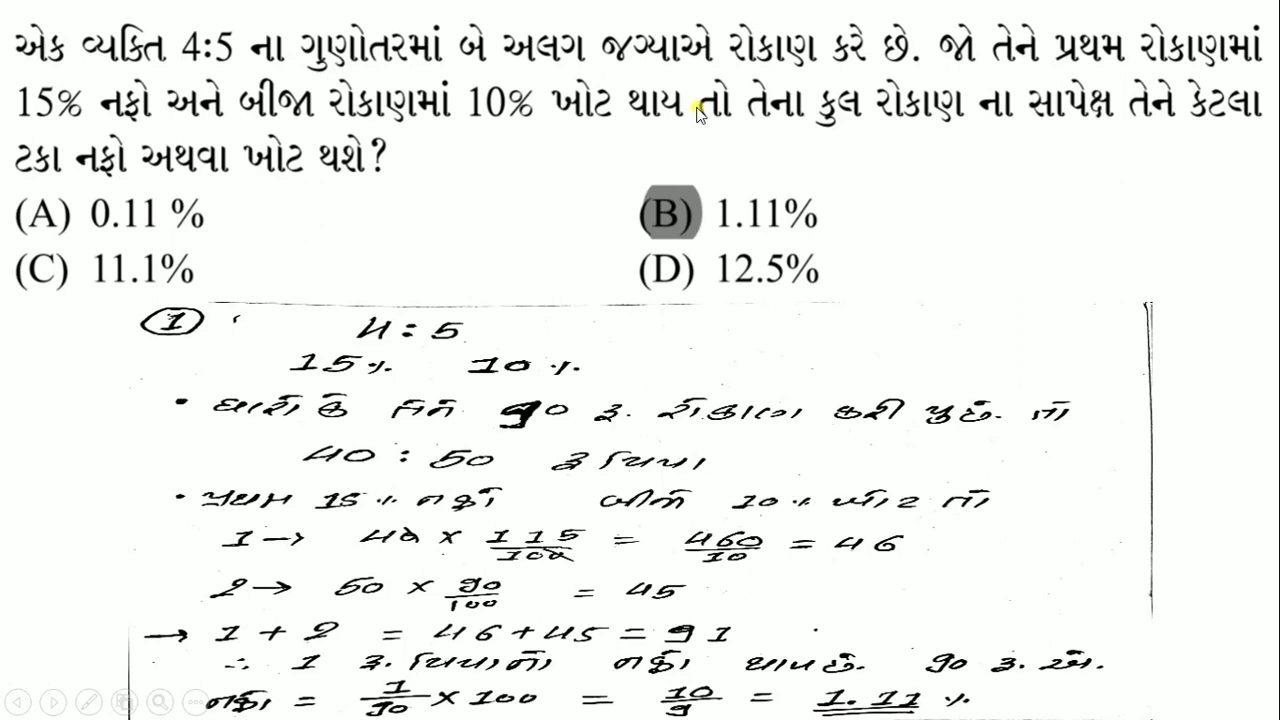 એક વ્યકિત 4:5 ના ગુણોતરમાં બે અલગ જગ્યાએ રોકાણ કરે છે. જો તેને પ્રથમ રોકાણમાં
15% નફો અને બીજા રોકાણમાં 10% ખોટ થાય તો તેના કુલ રોકાણ ના સાપેક્ષ તેને કેટલા
ટકા નફો અથવા ખોટ થશે?
(A) 0.11 % (B) 1.11%
(C) 11.1% (D) 12.5%
1 4 : 5
15% 10 %
• ધારો કે તેને 90 રૂ. રોકાણ કરી
40 : 50 રૂપિયા
• પ્રથમ 15 % નફો બીજે 10 % ખોટ તો
1 → 40 × 115/100 = 460/10 = 46
2 → 50 × 90/100 = 45
→ 1 + 2 = 46 + 45 = 91
∴ 1 રૂ. નફો થાય છે. 90 રૂ. એ.
નફો = 1/90 × 100 = 10/9 = 1.11 %